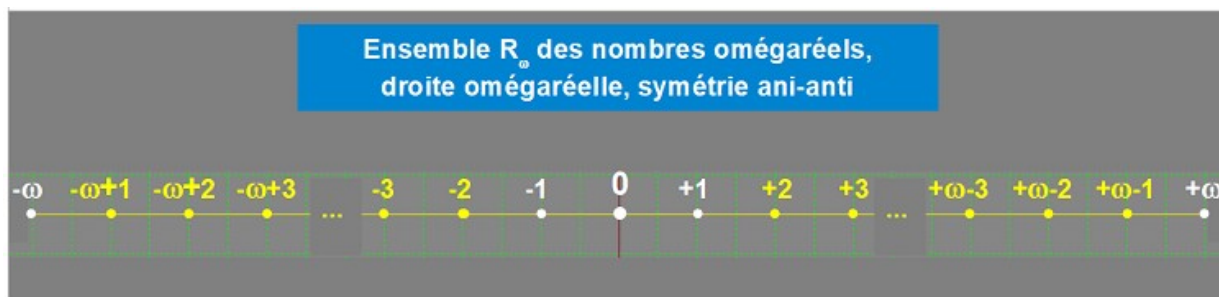 Ensemble Rω des nombres omégaréels,
droite omégaréelle, symétrie ani-anti
-ω -ω+1 -ω+2 -ω+3 ... -3 -2 -1 0 +1 +2 +3 ... +ω-3 +ω-2 +ω-1 +ω